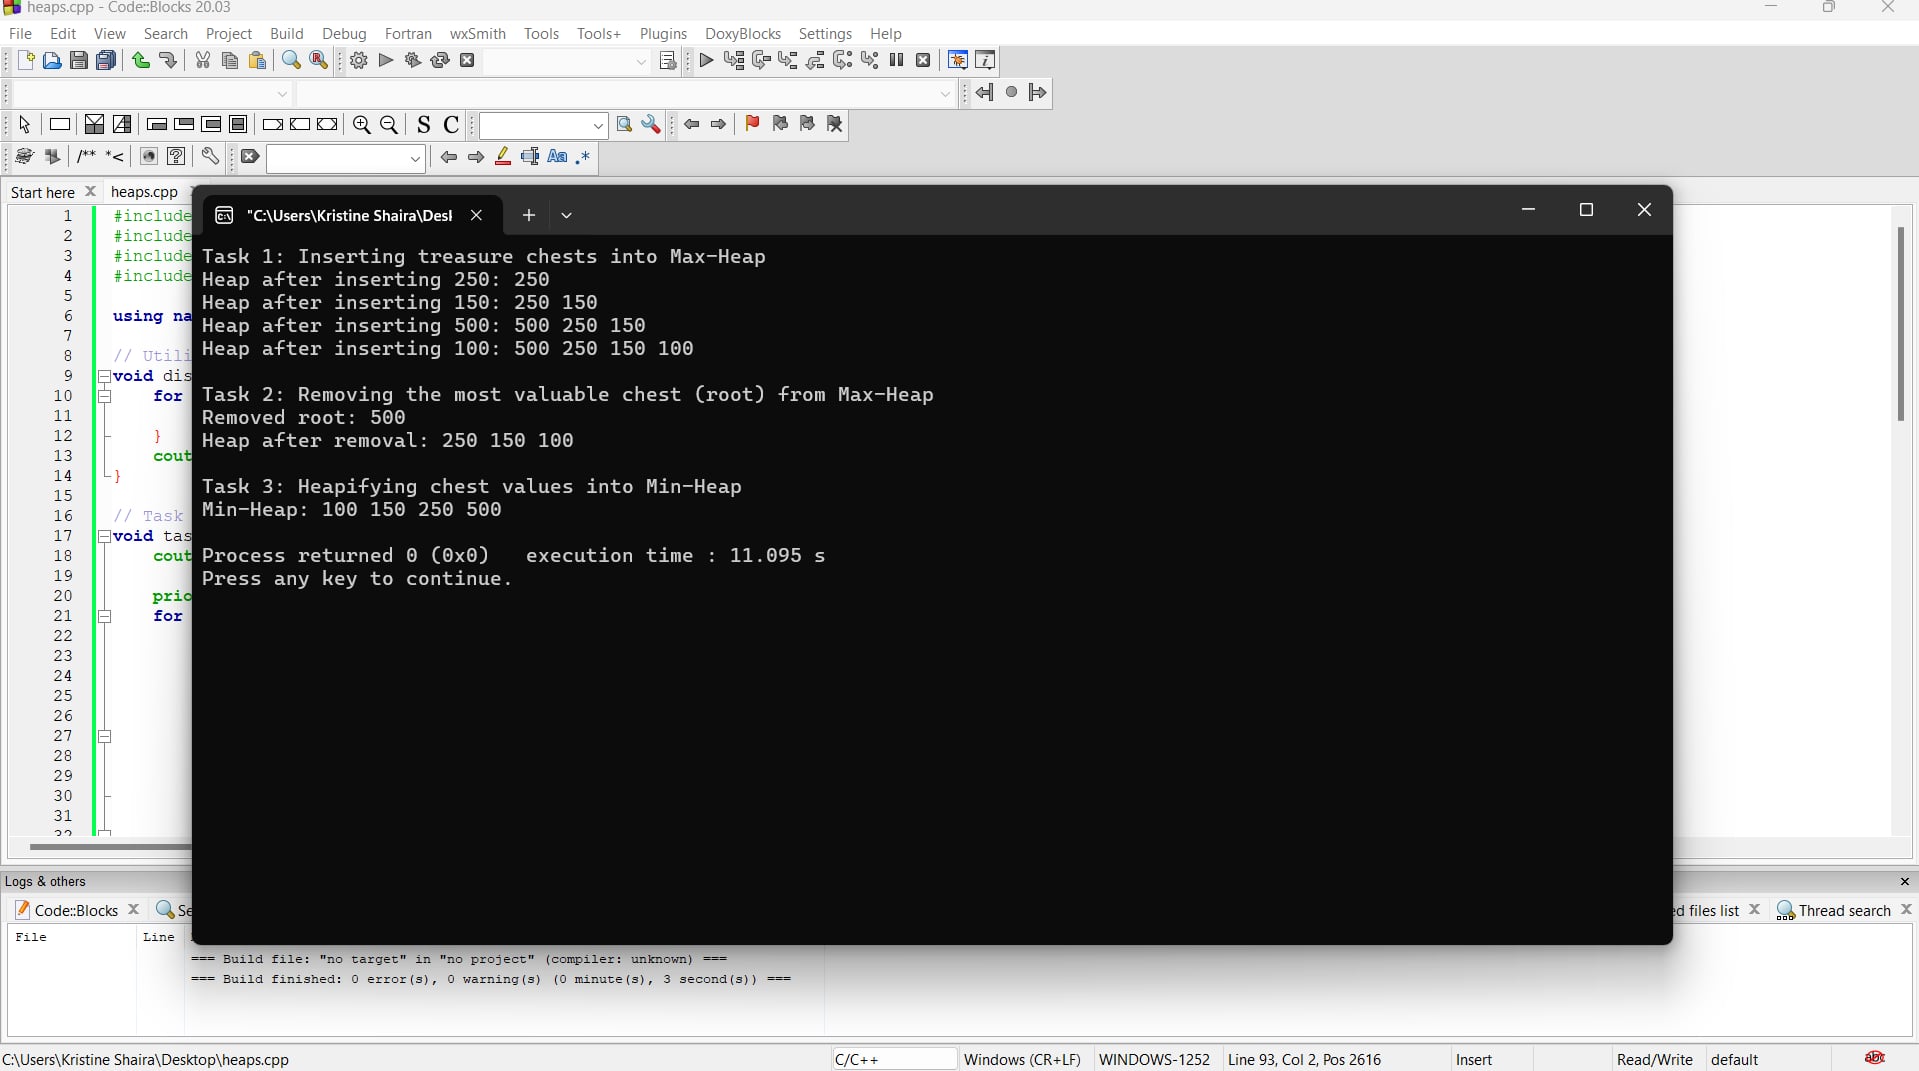 heaps.cpp - Code::Blocks 20.03
File Edit View Search Project Build Debug Fortran wxSmith Tools Tools+ Plugins DoxyBlocks Settings Help
S C
/** *<
Aa .*
Start here heaps.cpp
"C:\Users\Kristine Shaira\Desl
1 #include
2 #include
3 #include
4 #include
5
6 using na
7
8 // Utili
9 void dis
10 for
11
12 }
13 cout
14 }
15
16 // Task
17 void tas
18 cout
19
20 prio
21 for
22
23
24
25
26
27
28
29
30
31
32
Task 1: Inserting treasure chests into Max-Heap
Heap after inserting 250: 250
Heap after inserting 150: 250 150
Heap after inserting 500: 500 250 150
Heap after inserting 100: 500 250 150 100
Task 2: Removing the most valuable chest (root) from Max-Heap
Removed root: 500
Heap after removal: 250 150 100
Task 3: Heapifying chest values into Min-Heap
Min-Heap: 100 150 250 500
Process returned 0 (0x0)   execution time : 11.095 s
Press any key to continue.
Logs & others
Code::Blocks Se ed files list Thread search
File Line
=== Build file: "no target" in "no project" (compiler: unknown) ===
=== Build finished: 0 error(s), 0 warning(s) (0 minute(s), 3 second(s)) ===
C:\Users\Kristine Shaira\Desktop\heaps.cpp C/C++ Windows (CR+LF) WINDOWS-1252 Line 93, Col 2, Pos 2616 Insert Read/Write default abc